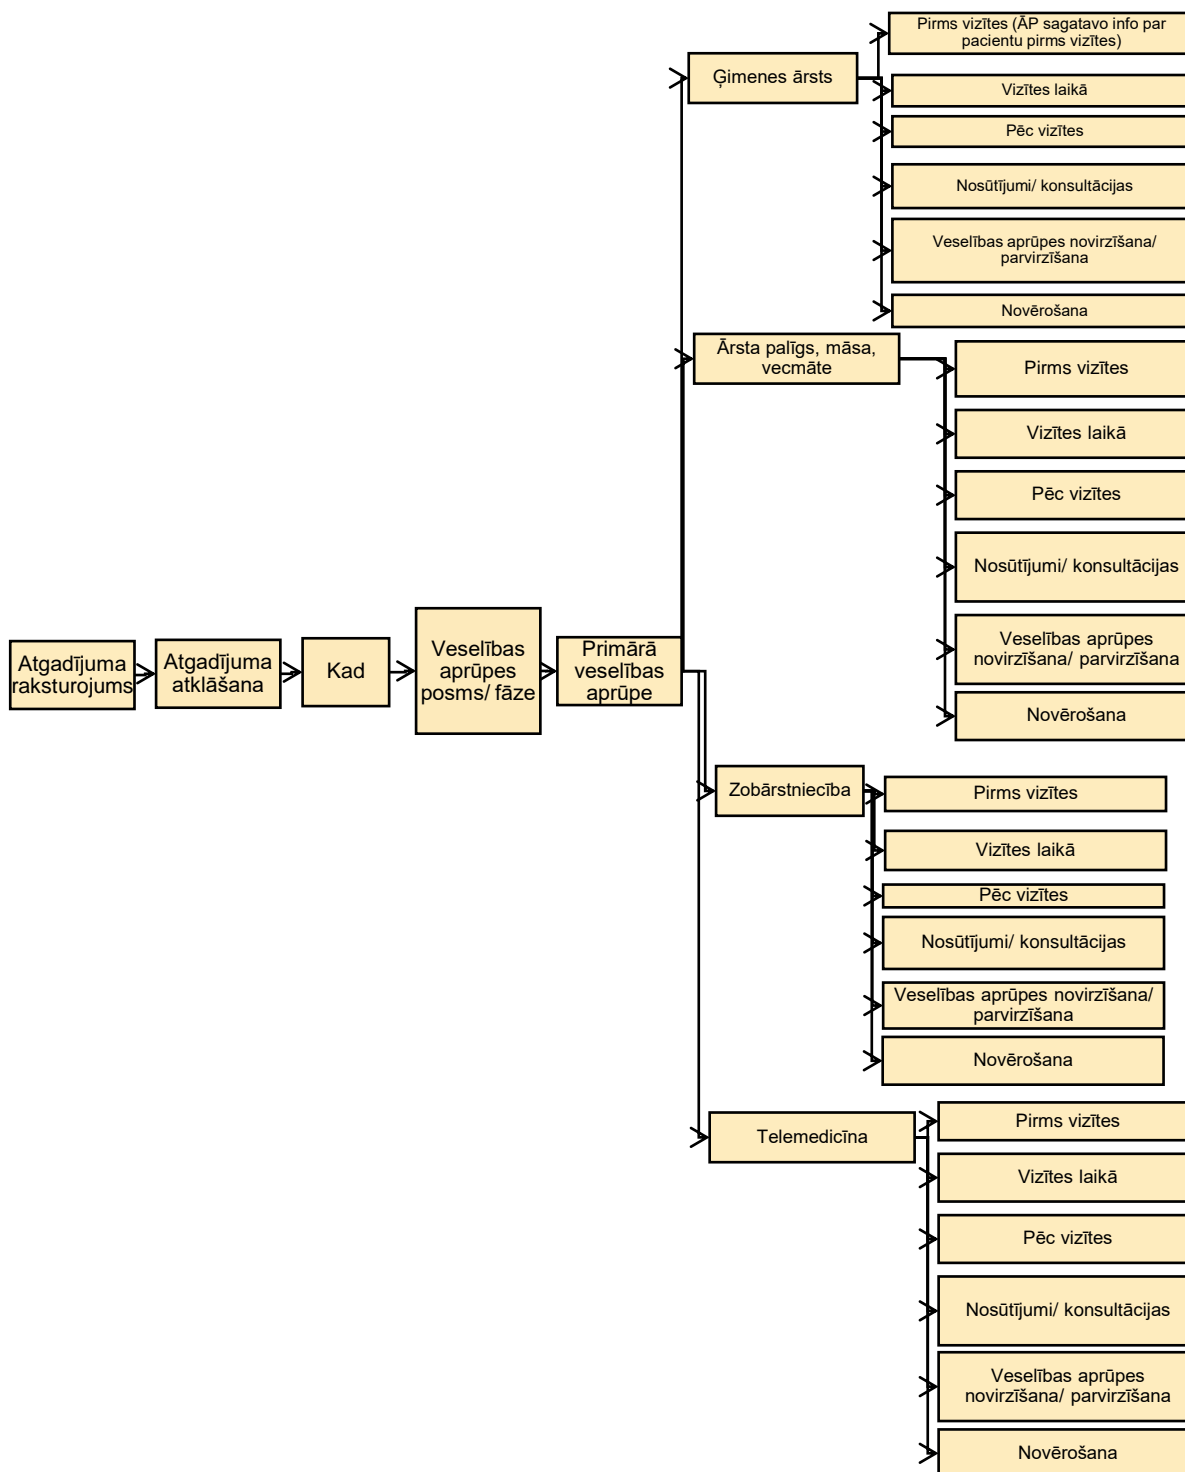 Atgadījuma
raksturojums
Atgadījuma
atklāšana
Kad
Veselības
aprūpes
posms/ fāze
Primārā
veselības
aprūpe
Ģimenes ārsts
Pirms vizītes (ĀP sagatavo info par
pacientu pirms vizītes)
Vizītes laikā
Pēc vizītes
Nosūtījumi/ konsultācijas
Veselības aprūpes novirzīšana/
parvirzīšana
Novērošana
Ārsta palīgs, māsa,
vecmāte
Pirms vizītes
Vizītes laikā
Pēc vizītes
Nosūtījumi/ konsultācijas
Veselības aprūpes
novirzīšana/ parvirzīšana
Novērošana
Zobārstniecība
Pirms vizītes
Vizītes laikā
Pēc vizītes
Nosūtījumi/ konsultācijas
Veselības aprūpes novirzīšana/
parvirzīšana
Novērošana
Telemedicīna
Pirms vizītes
Vizītes laikā
Pēc vizītes
Nosūtījumi/ konsultācijas
Veselības aprūpes
novirzīšana/ parvirzīšana
Novērošana